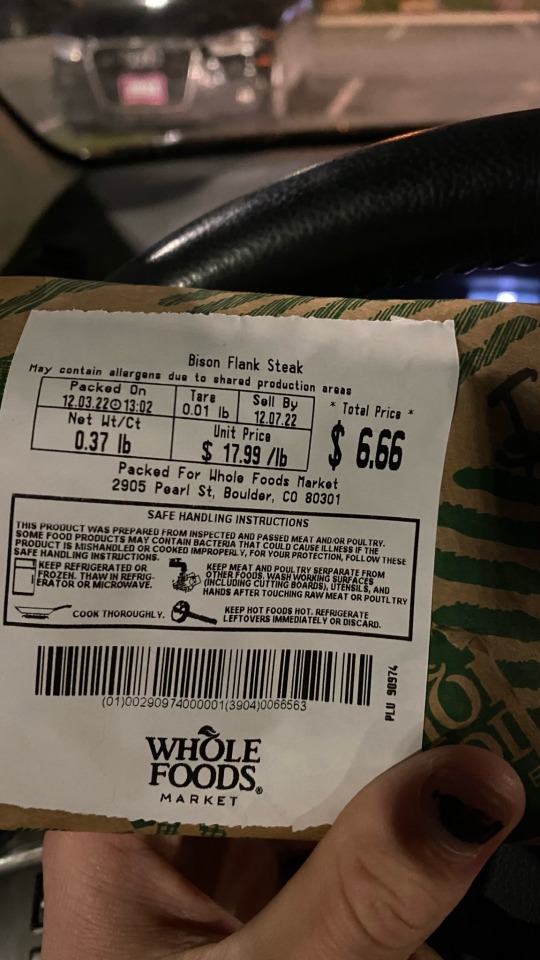 Bison Flank Steak
May contain allergens due to shared production areas
Packed On
12.03.22 13:02
Tare
0.01 lb
Sell By
12.07.22
* Total Price *
$ 6.66
Net Wt/Ct
0.37 lb
Unit Price
$ 17.99 /lb
Packed For Whole Foods Market
2905 Pearl St, Boulder, CO 80301
SAFE HANDLING INSTRUCTIONS
THIS PRODUCT WAS PREPARED FROM INSPECTED AND PASSED MEAT AND/OR POULTRY.
SOME FOOD PRODUCTS MAY CONTAIN BACTERIA THAT COULD CAUSE ILLNESS IF THE
PRODUCT IS MISHANDLED OR COOKED IMPROPERLY, FOR YOUR PROTECTION, FOLLOW THESE
SAFE HANDLING INSTRUCTIONS.
KEEP REFRIGERATED OR
FROZEN. THAW IN REFRIG-
ERATOR OR MICROWAVE.
KEEP MEAT AND POULTRY SERPARATE FROM
OTHER FOODS. WASH WORKING SURFACES
(INCLUDING CUTTING BOARDS), UTENSILS, AND
HANDS AFTER TOUCHING RAW MEAT OR POULTRY
COOK THOROUGHLY.
KEEP HOT FOODS HOT. REFRIGERATE
LEFTOVERS IMMEDIATELY OR DISCARD.
(01)00290974000001(3904)0066563
PLU 90974
WHOLE
FOODS®
MARKET